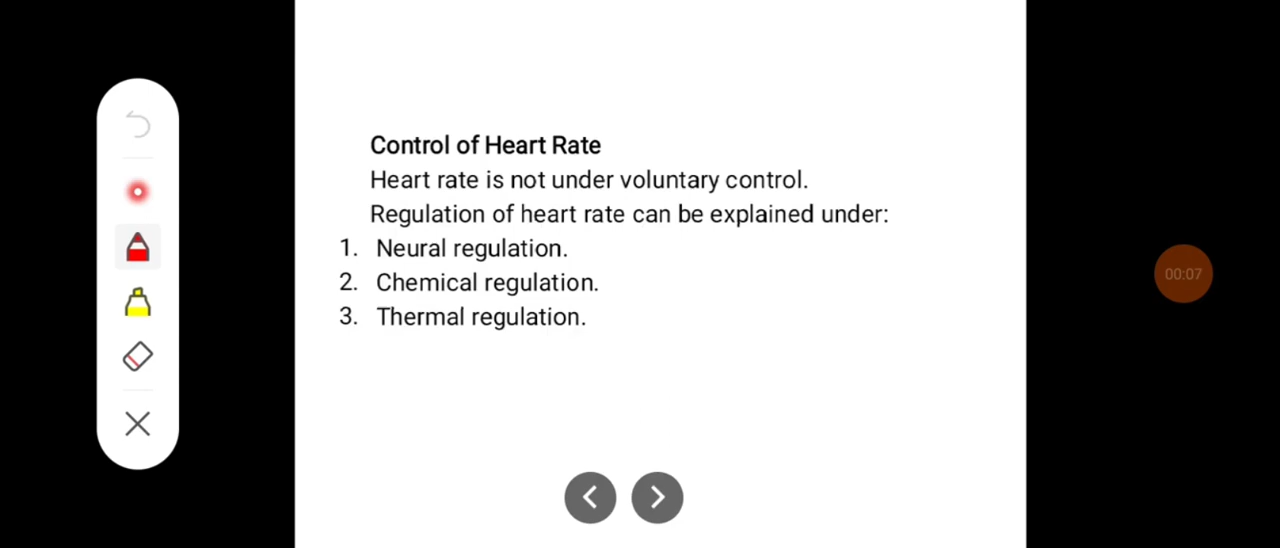 Control of Heart Rate
Heart rate is not under voluntary control.
Regulation of heart rate can be explained under:
1. Neural regulation.
2. Chemical regulation.
3. Thermal regulation.
00:07